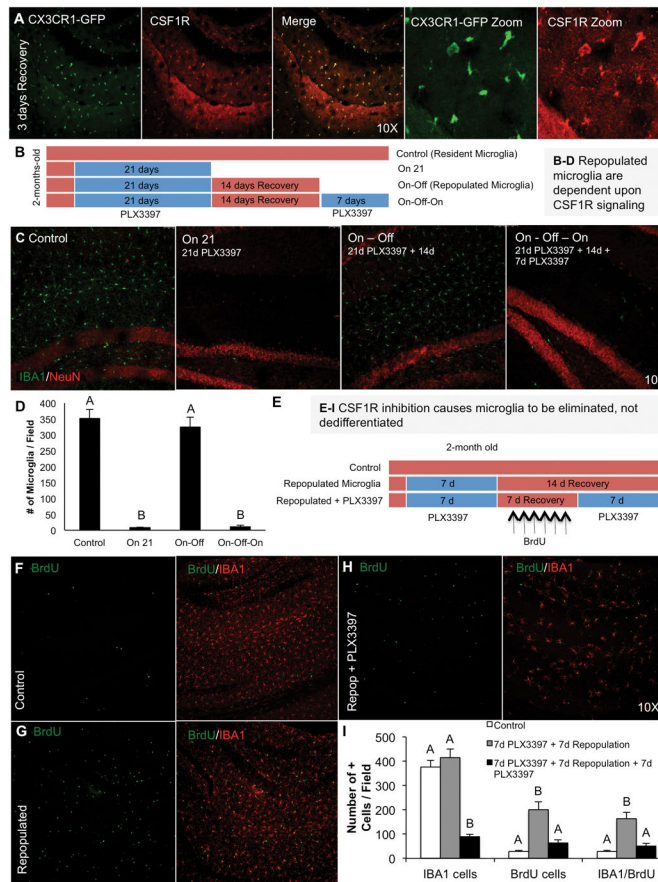 A CX3CR1-GFP
CSF1R
Merge
CX3CR1-GFP Zoom
CSF1R Zoom
3 days Recovery
10X
B
2-months-old
Control (Resident Microglia)
21 days
On 21
21 days
14 days Recovery
On-Off (Repopulated Microglia)
21 days
14 days Recovery
7 days
On-Off-On
PLX3397
PLX3397
B-D Repopulated
microglia are
dependent upon
CSF1R signaling
C Control
IBA1/NeuN
On 21
21d PLX3397
On – Off
21d PLX3397 + 14d
On - Off – On
21d PLX3397 + 14d +
7d PLX3397
10
D
# of Microglia / Field
400
350
300
250
200
150
100
50
0
A
B
A
B
Control
On 21
On-Off
On-Off-On
E
E-I CSF1R inhibition causes microglia to be eliminated, not
dedifferentiated
2-month old
Control
Repopulated Microglia
7 d
14 d Recovery
Repopulated + PLX3397
7 d
7 d Recovery
7 d
PLX3397
PLX3397
BrdU
F BrdU
BrdU/IBA1
Control
H BrdU
BrdU/IBA1
Repop + PLX3397
10X
G BrdU
BrdU/IBA1
Repopulated
I
Control
7d PLX3397 + 7d Repopulation
7d PLX3397 + 7d Repopulation + 7d
PLX3397
Number of +
Cells / Field
500
400
300
200
100
0
A
A
B
A
B
A
A
B
A
IBA1 cells
BrdU cells
IBA1/BrdU